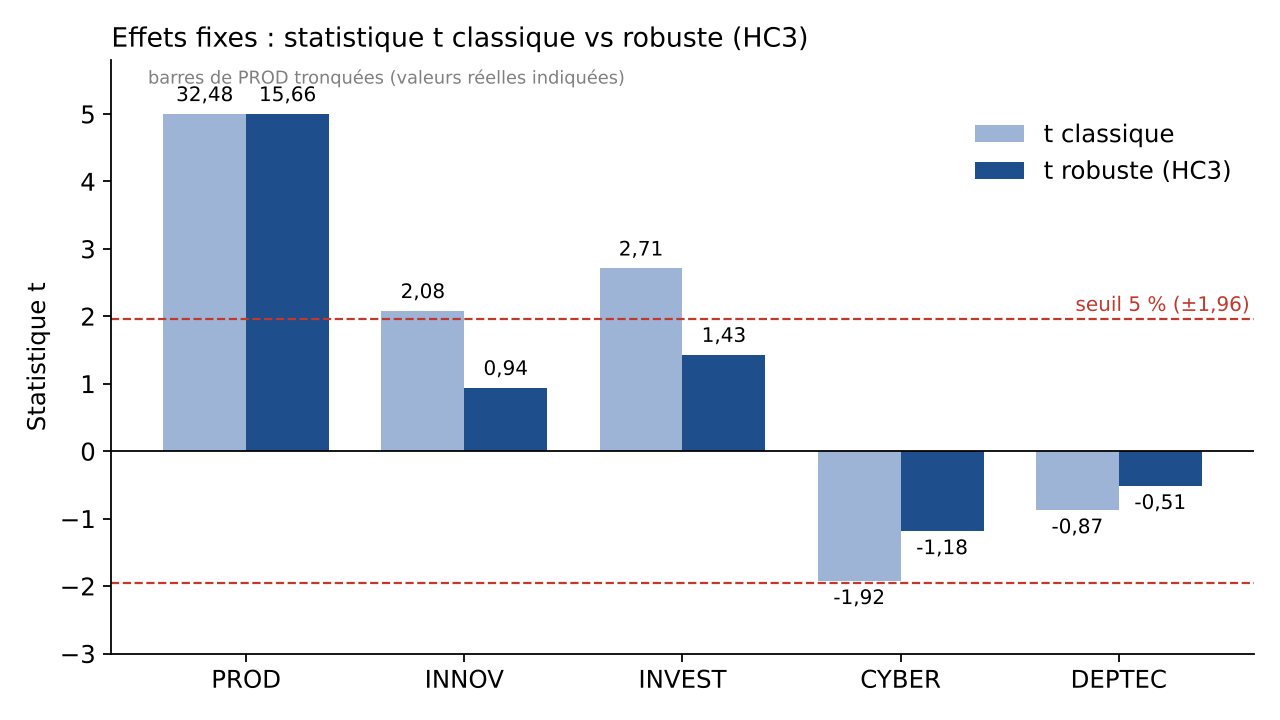 Effets fixes : statistique t classique vs robuste (HC3)
barres de PROD tronquées (valeurs réelles indiquées)
32,48 15,66
t classique
t robuste (HC3)
2,08
0,94
2,71
1,43
-1,92
-1,18
-0,87
-0,51
seuil 5 % (±1,96)
Statistique t
5
4
3
2
1
0
−1
−2
−3
PROD INNOV INVEST CYBER DEPTEC